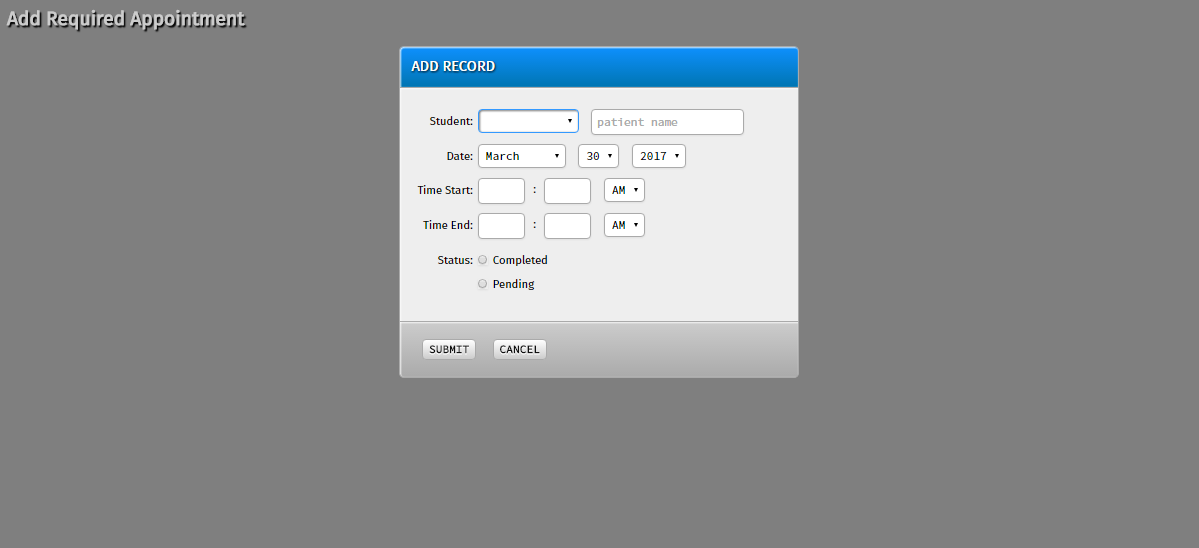 Add Required Appointment
ADD RECORD
Student: patient name
Date: March 30 2017
Time Start: : AM
Time End: : AM
Status: Completed
Pending
SUBMIT CANCEL